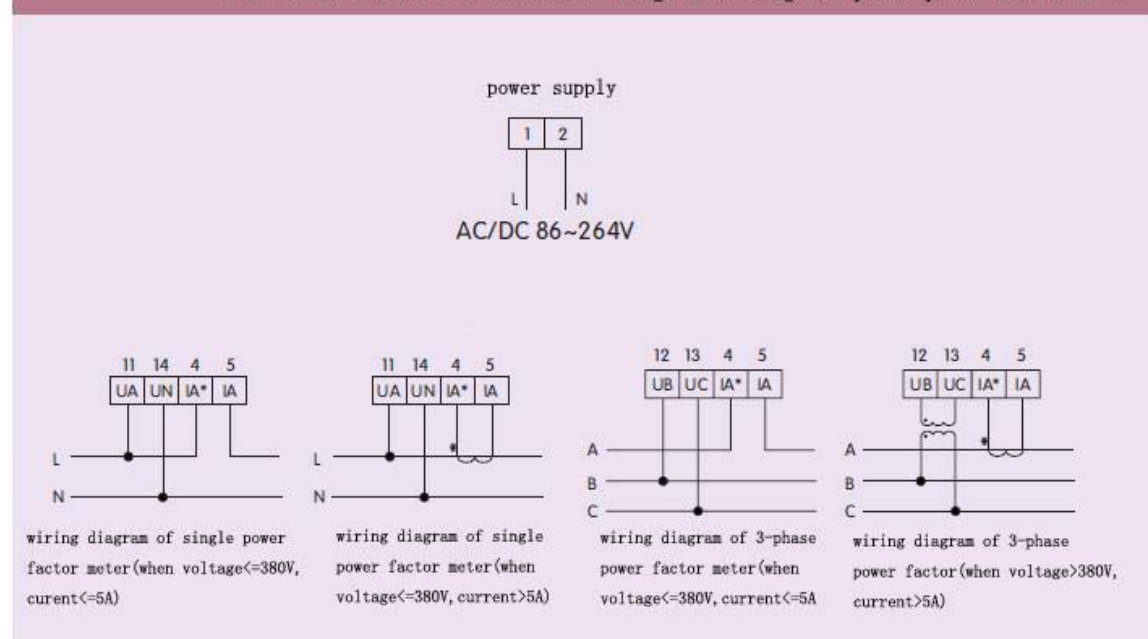 power supply
1 2
L N
AC/DC 86~264V
11 14 4 5
UA UN IA* IA
L
N
wiring diagram of single power
factor meter(when voltage<=380V,
curent<=5A)
11 14 4 5
UA UN IA* IA
*
L
N
wiring diagram of single
power factor meter(when
voltage<=380V,current>5A)
12 13 4 5
UB UC IA* IA
A
B
C
wiring diagram of 3-phase
power factor meter(when
voltage<=380V,current<=5A
12 13 4 5
UB UC IA* IA
*
A
B
C
wiring diagram of 3-phase
power factor(when voltage>380V,
current>5A)